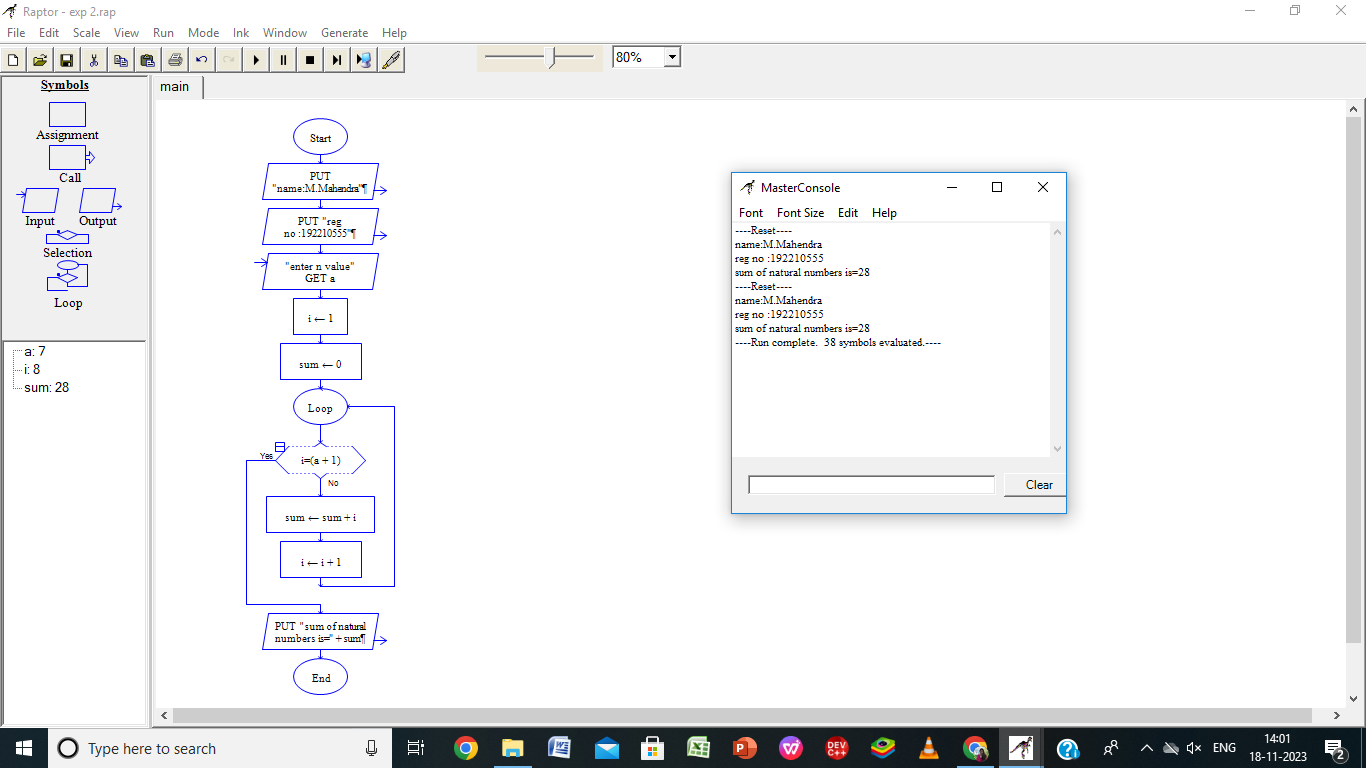 Raptor - exp 2.rap
File Edit Scale View Run Mode Ink Window Generate Help
80%
Symbols
Assignment
Call
Input Output
Selection
Loop
a: 7
i: 8
sum: 28
main
Start
PUT
"name:M.Mahendra"¶
PUT "reg
no :192210555"¶
"enter n value"
GET a
i ← 1
sum ← 0
Loop
Yes
i=(a + 1)
No
sum ← sum + i
i ← i + 1
PUT "sum of natural
numbers is=" + sum¶
End
MasterConsole
Font Font Size Edit Help
----Reset----
name:M.Mahendra
reg no :192210555
sum of natural numbers is=28
----Reset----
name:M.Mahendra
reg no :192210555
sum of natural numbers is=28
----Run complete. 38 symbols evaluated.----
Clear
Type here to search
DEV C++
ENG
14:01
18-11-2023
2